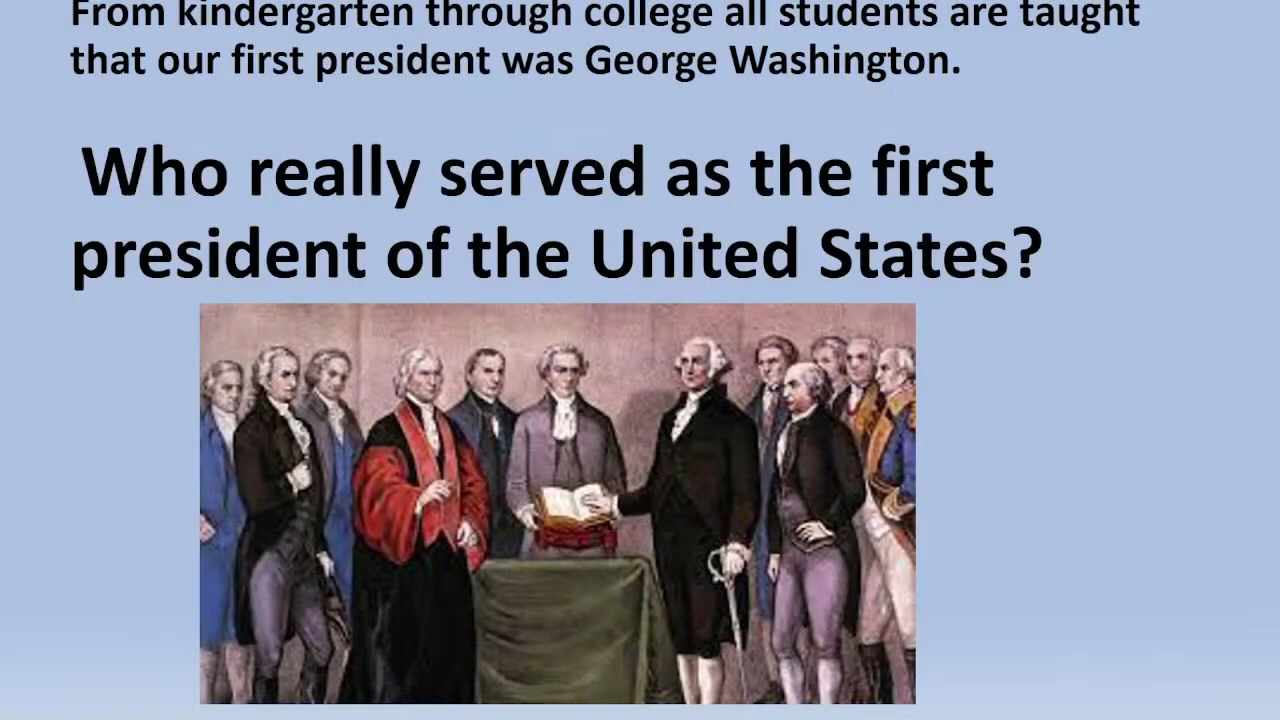 From kindergarten through college all students are taught
that our first president was George Washington.
Who really served as the first
president of the United States?